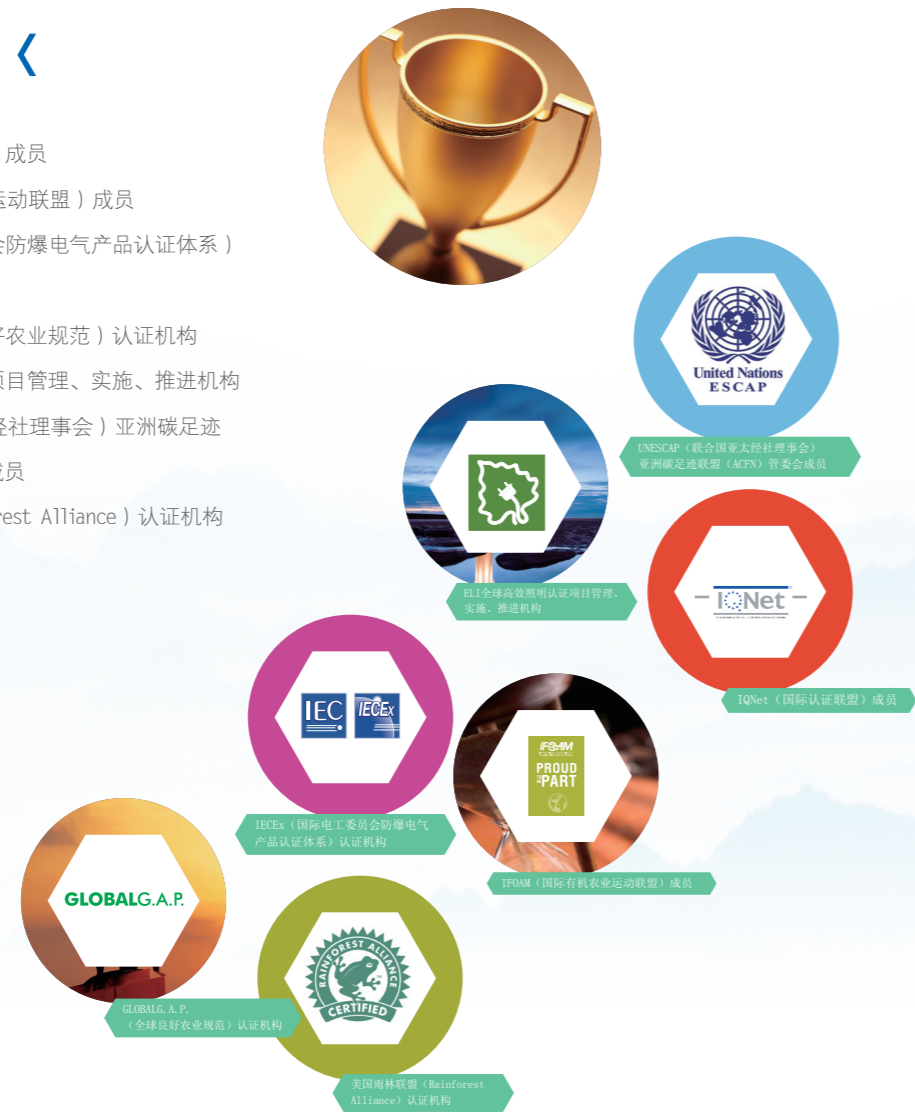 成员
运动联盟）成员
会防爆电气产品认证体系）
好农业规范）认证机构
项目管理、实施、推进机构
经社理事会）亚洲碳足迹
成员
rest Alliance）认证机构
United Nations
ESCAP
UNESCAP（联合国亚太经社理事会）
亚洲碳足迹联盟（ACFN）管委会成员
ELI全球高效照明认证项目管理、
实施、推进机构
IQNet
IQNet（国际认证联盟）成员
IEC IECEx
IECEx（国际电工委员会防爆电气
产品认证体系）认证机构
IFOAM
PROUD
PART
IFOAM（国际有机农业运动联盟）成员
GLOBALG.A.P.
GLOBALG.A.P.
（全球良好农业规范）认证机构
RAINFOREST ALLIANCE
CERTIFIED
美国雨林联盟（Rainforest
Alliance）认证机构